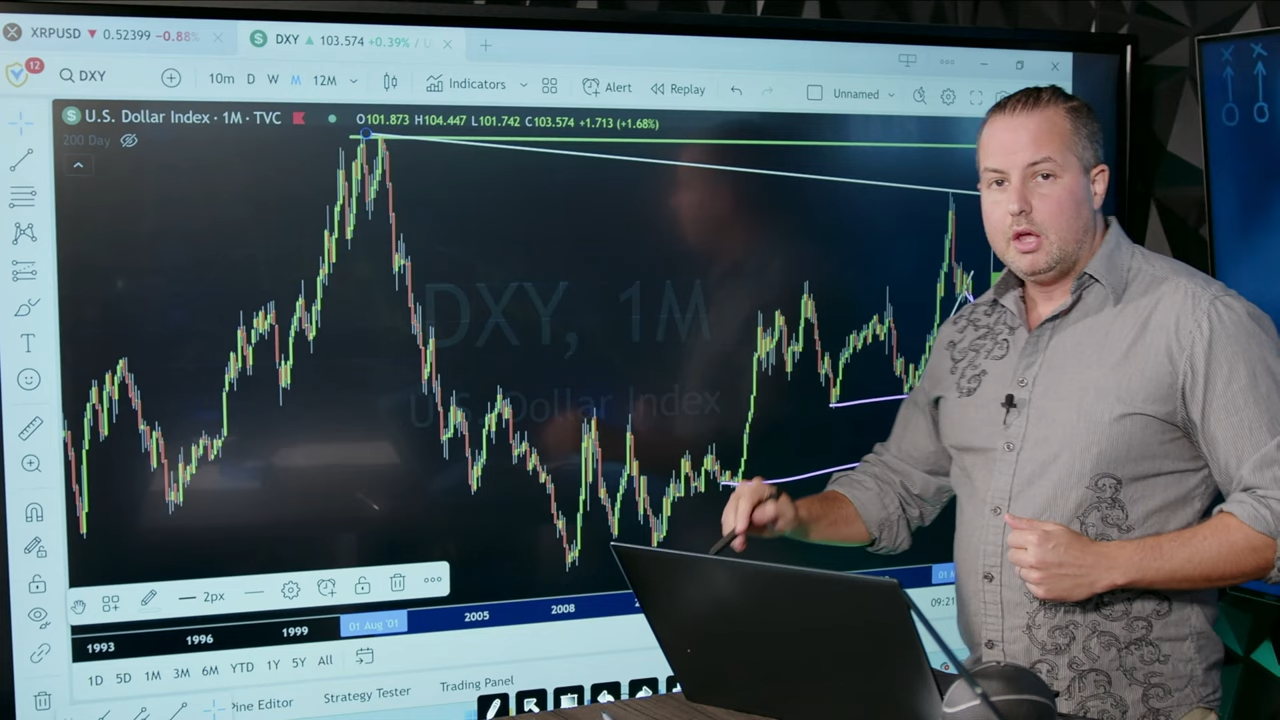 XRPUSD ▼ 0.52399 -0.88%
DXY ▲ 103.574 +0.39% / U
12
DXY
10m D W M 12M
Indicators
Alert
Replay
Unnamed
U.S. Dollar Index · 1M · TVC
O101.873 H104.447 L101.742 C103.574 +1.713 (+1.68%)
200 Day
DXY, 1M
U.S. Dollar Index
2px
1993 1996 1999 01 Aug '01 2005 2008
09:21
1D 5D 1M 3M 6M YTD 1Y 5Y All
Pine Editor Strategy Tester Trading Panel